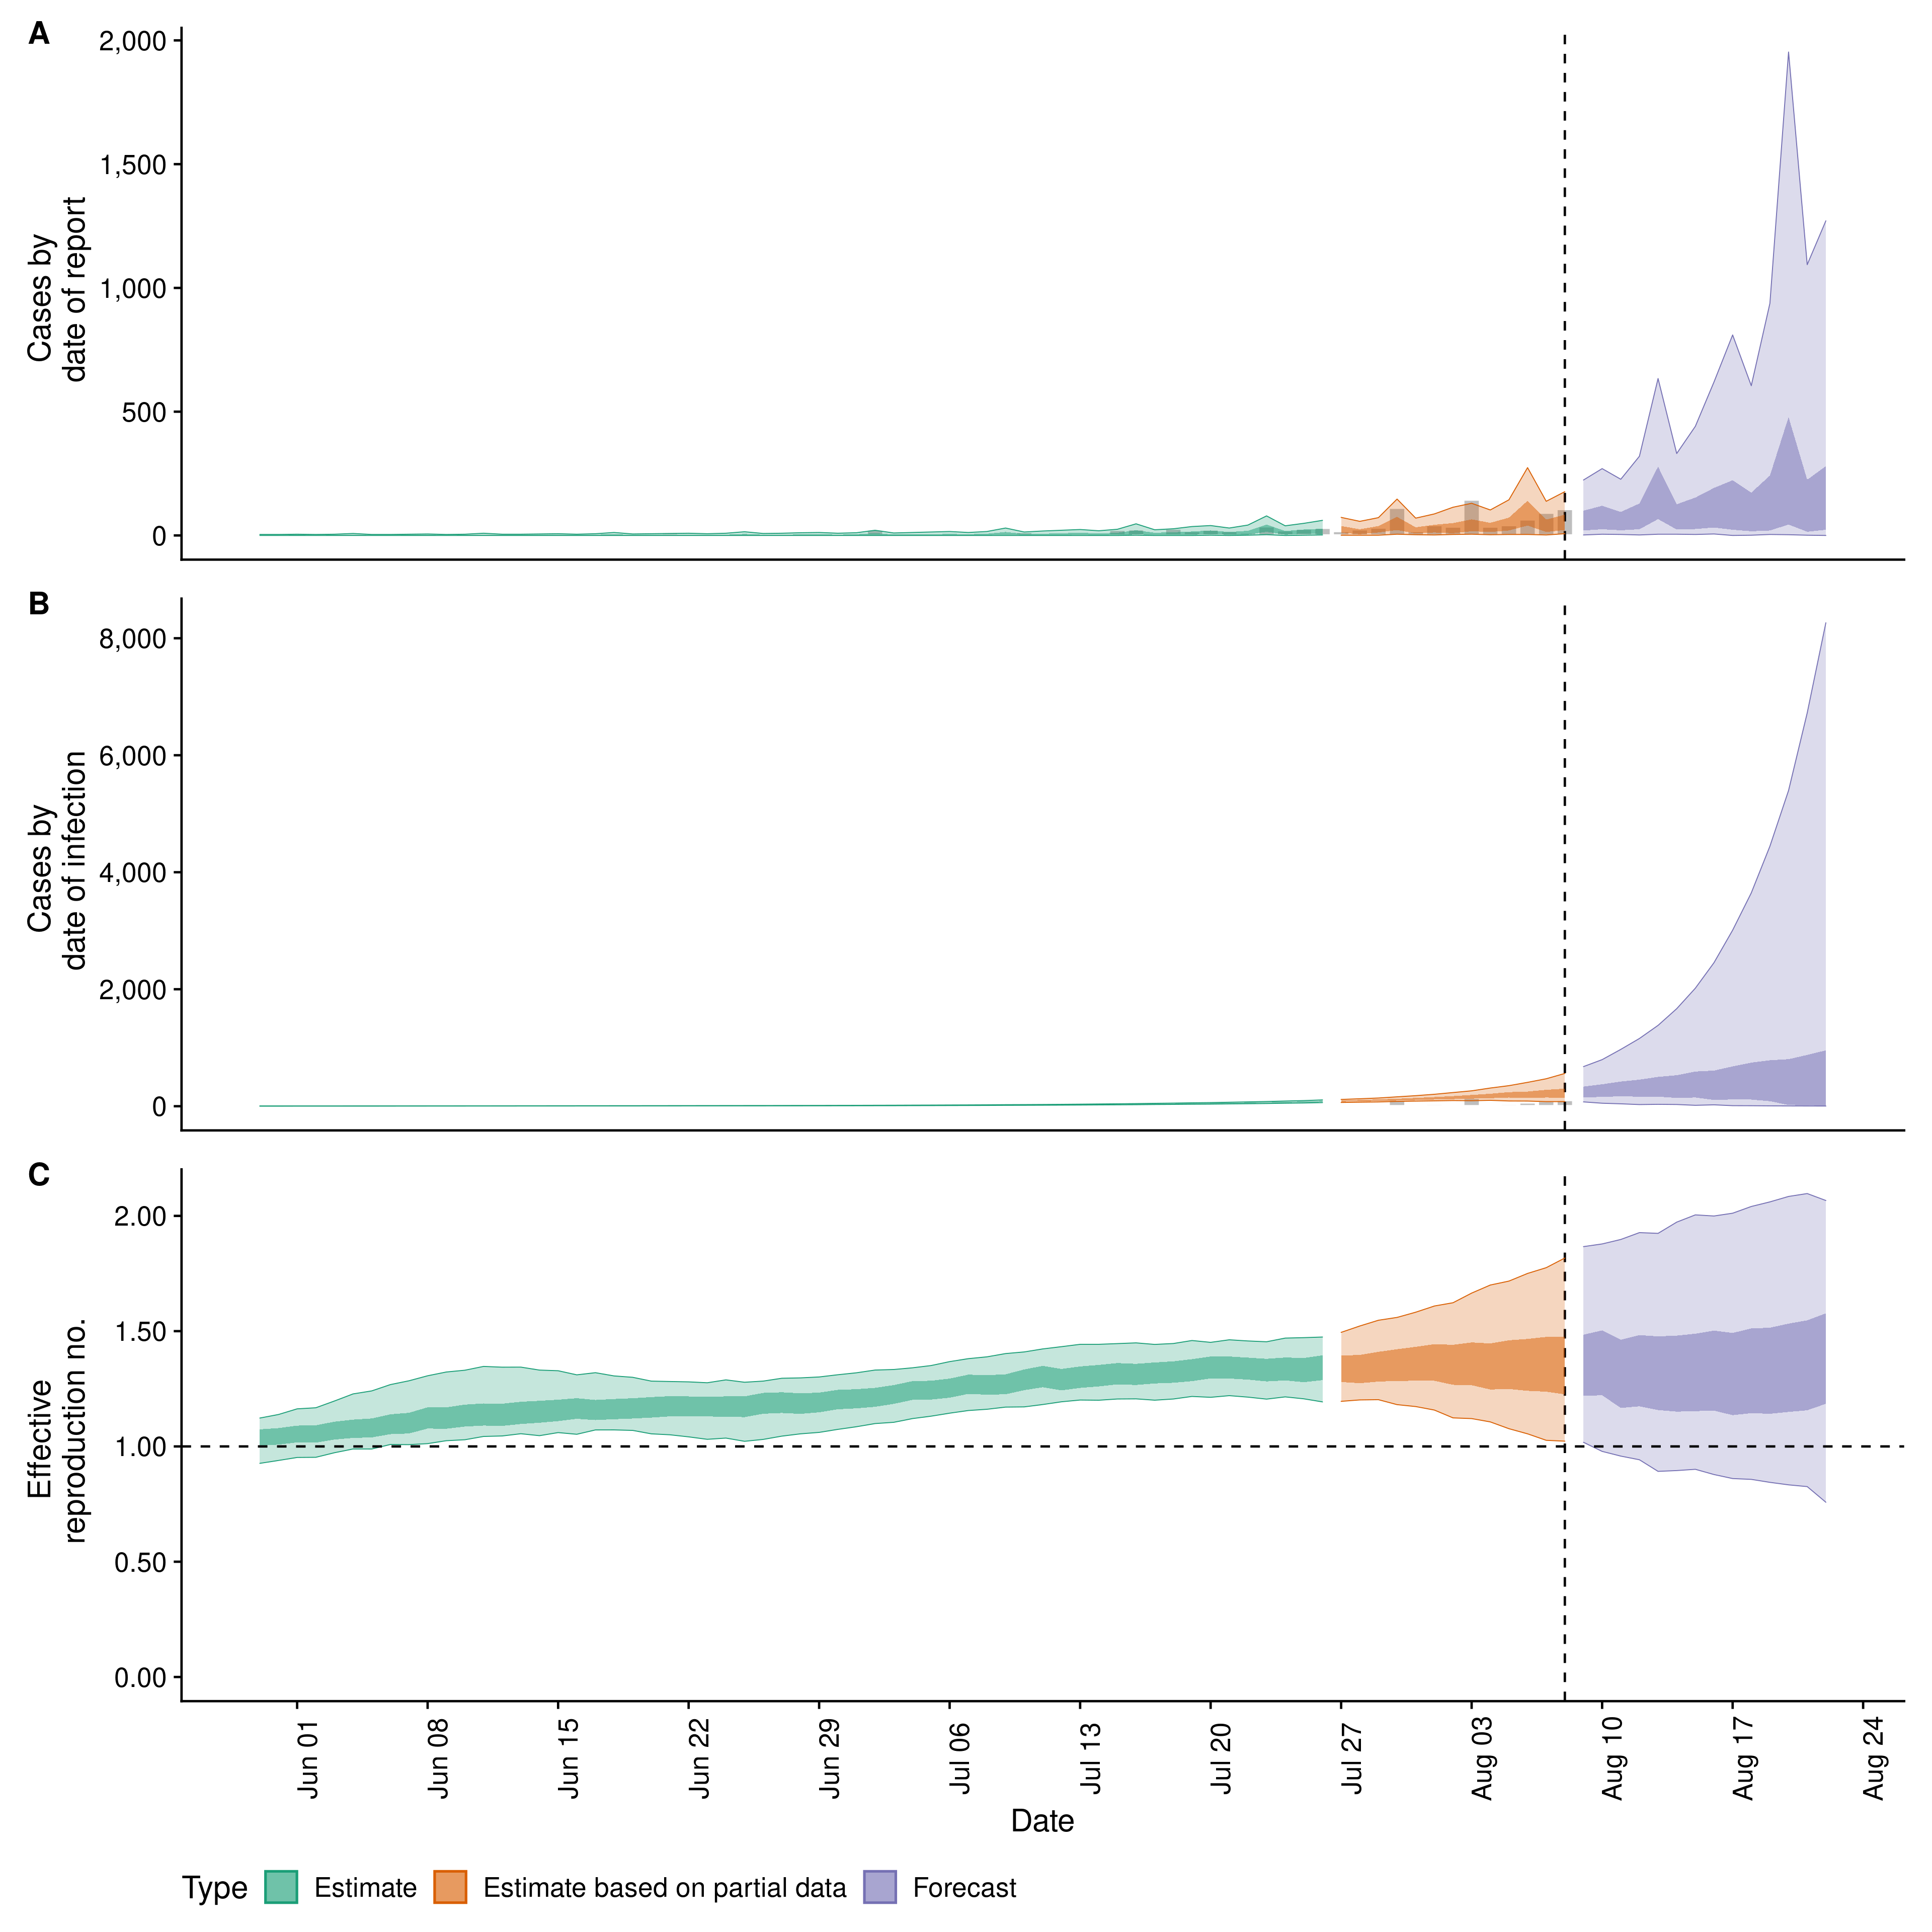 A
2,000
1,500
1,000
500
0
Cases by
date of report
B
8,000
6,000
4,000
2,000
0
Cases by
date of infection
C
2.00
1.50
1.00
0.50
0.00
Effective
reproduction no.
Jun 01
Jun 08
Jun 15
Jun 22
Jun 29
Jul 06
Jul 13
Jul 20
Jul 27
Aug 03
Aug 10
Aug 17
Aug 24
Date
Type Estimate Estimate based on partial data Forecast